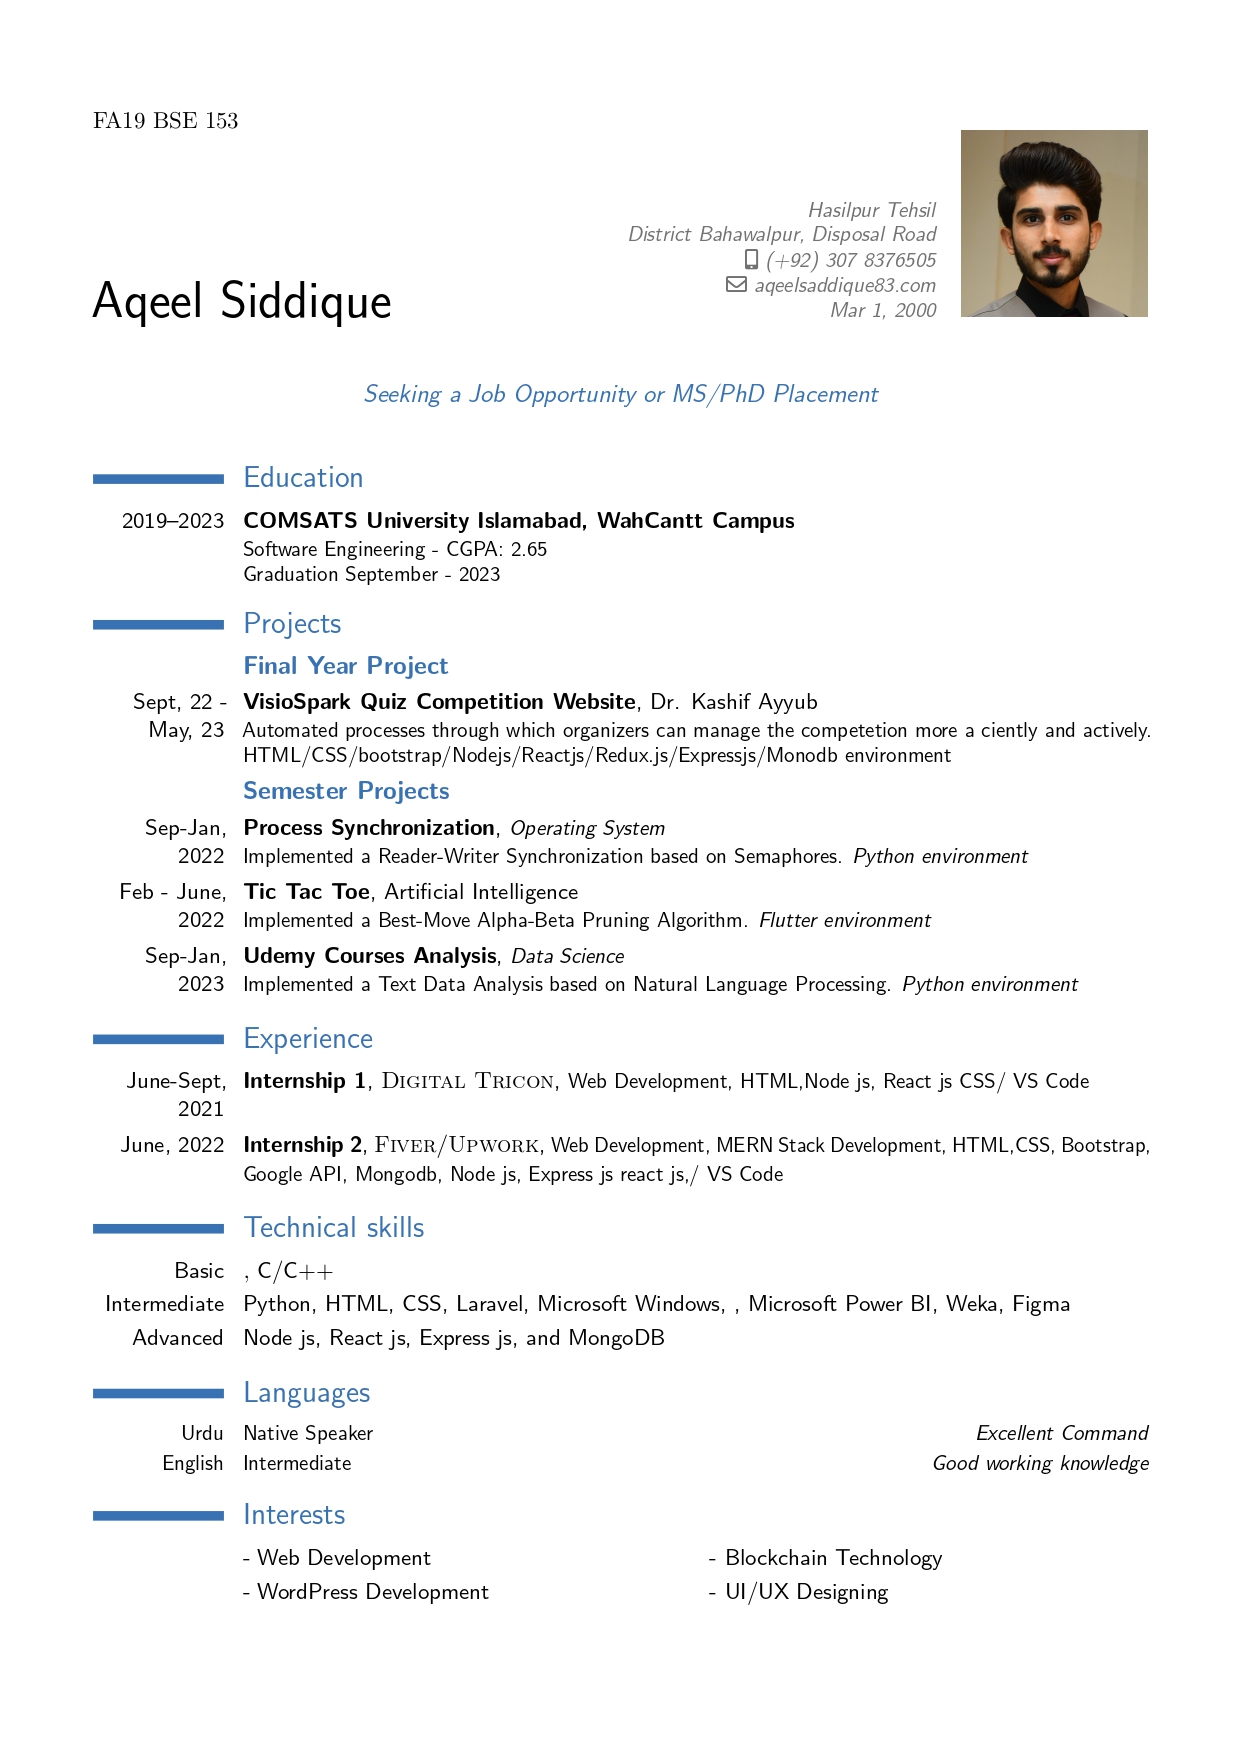 FA19 BSE 153
Hasilpur Tehsil
District Bahawalpur, Disposal Road
(+92) 307 8376505
aqeelsaddique83.com
Mar 1, 2000
Aqeel Siddique
Seeking a Job Opportunity or MS/PhD Placement
Education
2019–2023 COMSATS University Islamabad, WahCantt Campus
Software Engineering - CGPA: 2.65
Graduation September - 2023
Projects
Final Year Project
Sept, 22 - VisioSpark Quiz Competition Website, Dr. Kashif Ayyub
May, 23 Automated processes through which organizers can manage the competetion more a ciently and actively.
HTML/CSS/bootstrap/Nodejs/Reactjs/Redux.js/Expressjs/Monodb environment
Semester Projects
Sep-Jan, Process Synchronization, Operating System
2022 Implemented a Reader-Writer Synchronization based on Semaphores. Python environment
Feb - June, Tic Tac Toe, Artificial Intelligence
2022 Implemented a Best-Move Alpha-Beta Pruning Algorithm. Flutter environment
Sep-Jan, Udemy Courses Analysis, Data Science
2023 Implemented a Text Data Analysis based on Natural Language Processing. Python environment
Experience
June-Sept, Internship 1, Digital Tricon, Web Development, HTML,Node js, React js CSS/ VS Code
2021
June, 2022 Internship 2, Fiver/Upwork, Web Development, MERN Stack Development, HTML,CSS, Bootstrap,
Google API, Mongodb, Node js, Express js react js,/ VS Code
Technical skills
Basic , C/C++
Intermediate Python, HTML, CSS, Laravel, Microsoft Windows, , Microsoft Power BI, Weka, Figma
Advanced Node js, React js, Express js, and MongoDB
Languages
Urdu Native Speaker Excellent Command
English Intermediate Good working knowledge
Interests
- Web Development - Blockchain Technology
- WordPress Development - UI/UX Designing